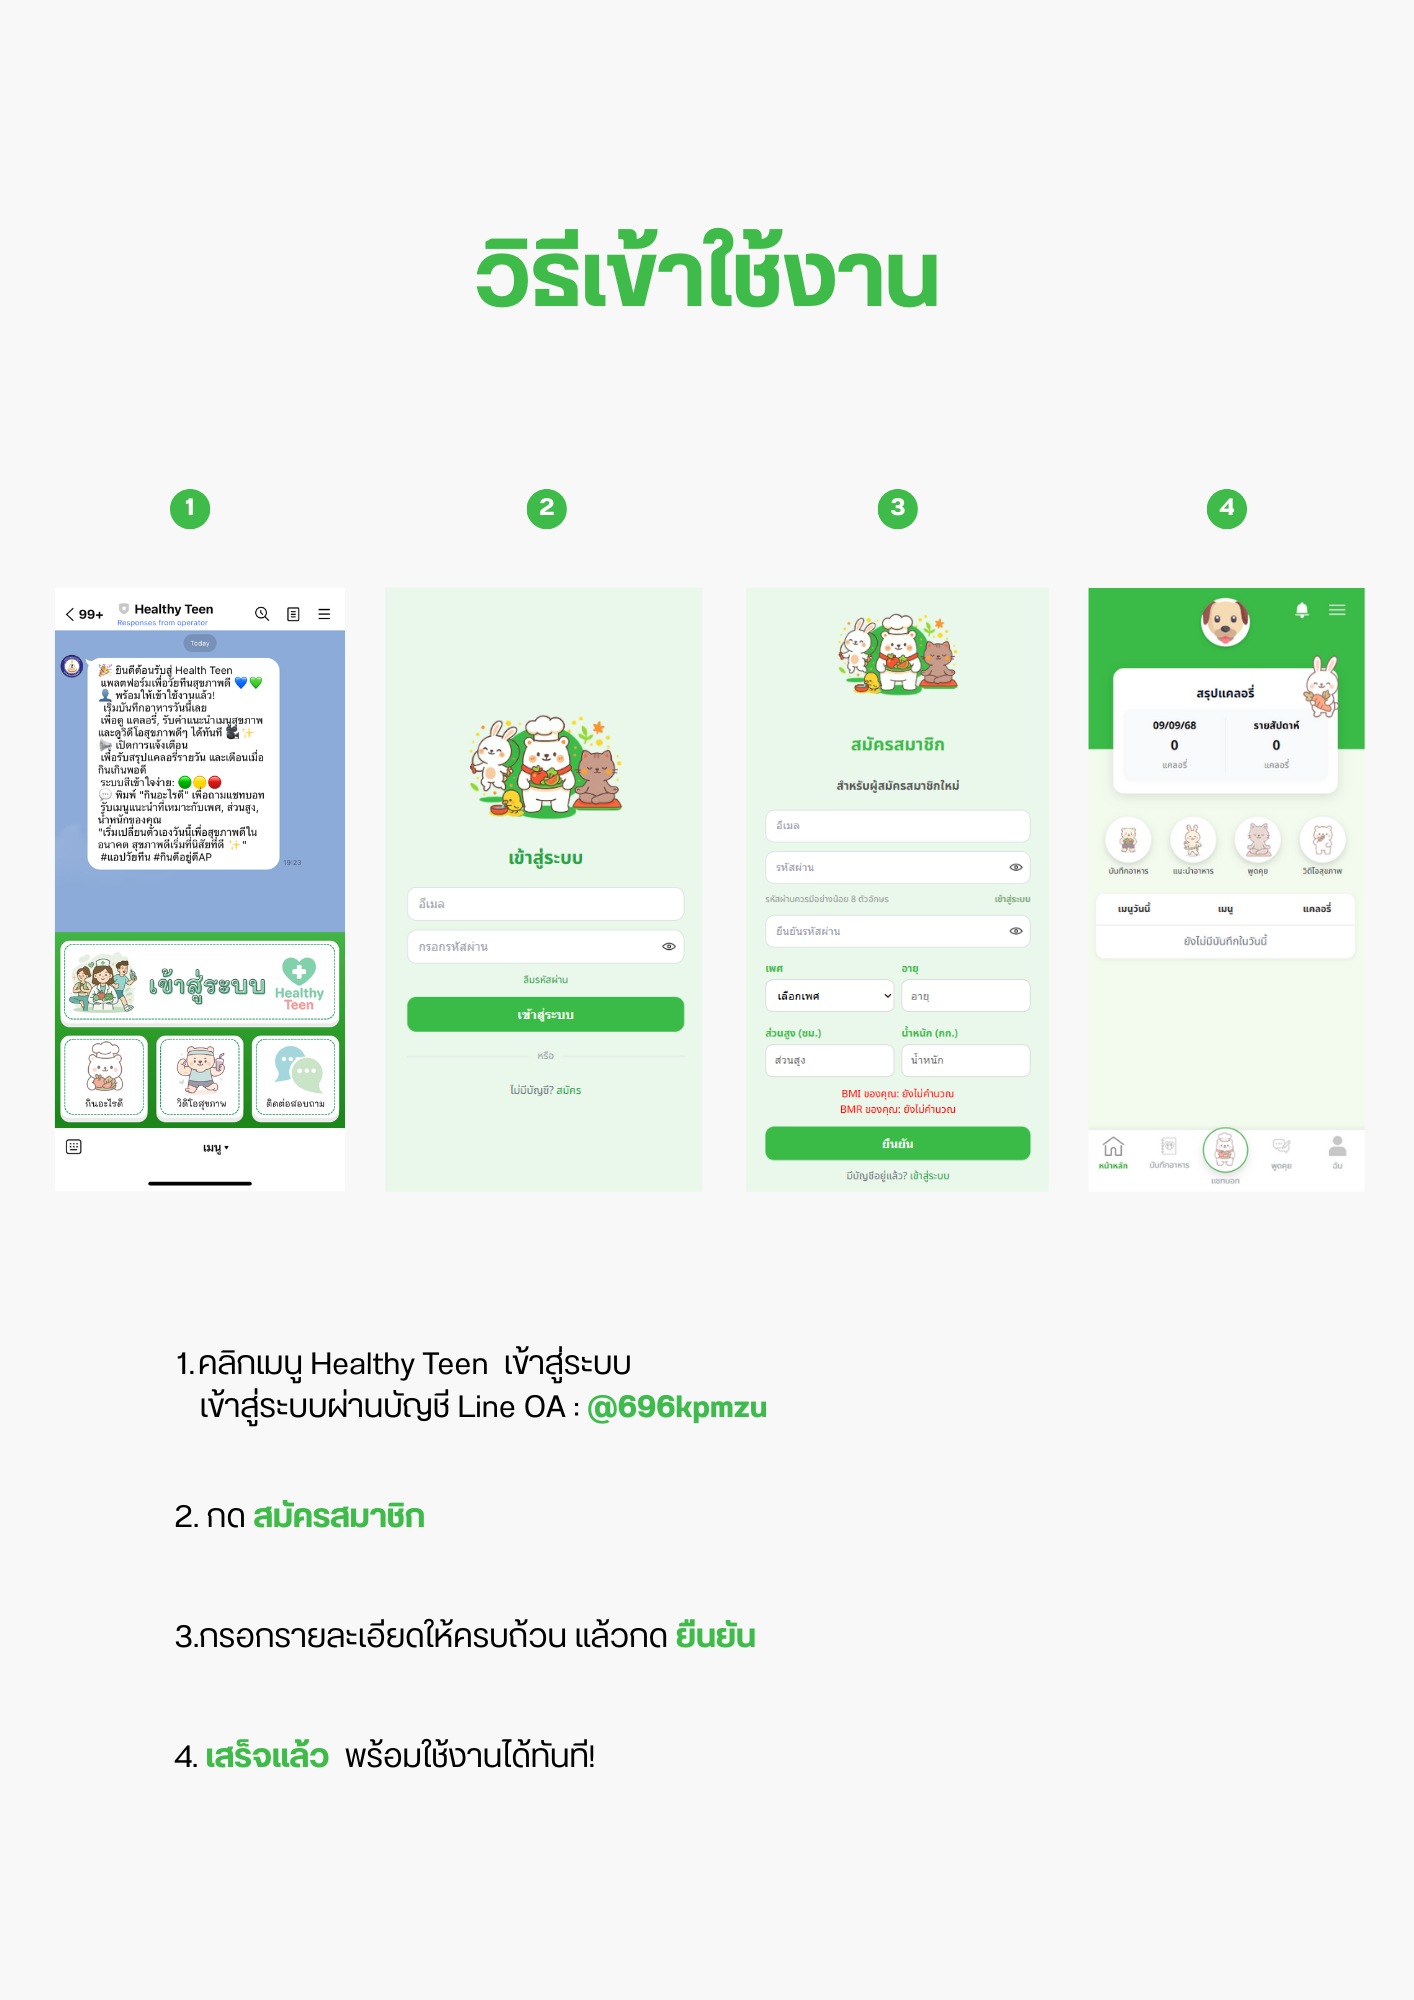 วิธีเข้าใช้งาน
1
2
3
4
99+
Healthy Teen
Responses from operator
Today
🎉 ยินดีต้อนรับสู่ Health Teen
แพลตฟอร์มเพื่อวัยทีนสุขภาพดี 💙💚
👤 พร้อมให้เข้าใช้งานแล้ว!
เริ่มบันทึกอาหารวันนี้เลย
เพื่อดู แคลอรี่, รับคำแนะนำเมนูสุขภาพ
และดูวิดีโอสุขภาพดีๆ ได้ทันที 🎥✨
📢 เปิดการแจ้งเตือน
เพื่อรับสรุปแคลอรี่รายวัน และเตือนเมื่อ
กินเกินพอดี
ระบบสีเข้าใจง่าย: 🟢🟡🔴
💬 พิมพ์ "กินอะไรดี" เพื่อถามแชทบอท
รับเมนูแนะนำที่เหมาะกับเพศ, ส่วนสูง,
น้ำหนักของคุณ
"เริ่มเปลี่ยนตัวเองวันนี้เพื่อสุขภาพดีใน
อนาคต สุขภาพดีเริ่มที่นิสัยที่ดี ✨"
#แอปวัยทีน #กินดีอยู่ดีAP
19:23
เข้าสู่ระบบ
Healthy
Teen
กินอะไรดี
วิดีโอสุขภาพ
ติดต่อสอบถาม
เมนู ▾
เข้าสู่ระบบ
อีเมล
กรอกรหัสผ่าน
ลืมรหัสผ่าน
เข้าสู่ระบบ
หรือ
ไม่มีบัญชี? สมัคร
สมัครสมาชิก
สำหรับผู้สมัครสมาชิกใหม่
อีเมล
รหัสผ่าน
รหัสผ่านควรมีอย่างน้อย 8 ตัวอักษร
เข้าสู่ระบบ
ยืนยันรหัสผ่าน
เพศ
อายุ
เลือกเพศ
อายุ
ส่วนสูง (ซม.)
น้ำหนัก (กก.)
ส่วนสูง
น้ำหนัก
BMI ของคุณ: ยังไม่คำนวณ
BMR ของคุณ: ยังไม่คำนวณ
ยืนยัน
มีบัญชีอยู่แล้ว? เข้าสู่ระบบ
สรุปแคลอรี่
09/09/68
รายสัปดาห์
0
0
แคลอรี่
แคลอรี่
บันทึกอาหาร
แนะนำอาหาร
พูดคุย
วิดีโอสุขภาพ
เมนูวันนี้
เมนู
แคลอรี่
ยังไม่มีบันทึกในวันนี้
หน้าหลัก
บันทึกอาหาร
แชทบอท
พูดคุย
ฉัน
1.คลิกเมนู Healthy Teen เข้าสู่ระบบ
เข้าสู่ระบบผ่านบัญชี Line OA : @696kpmzu
2. กด สมัครสมาชิก
3.กรอกรายละเอียดให้ครบถ้วน แล้วกด ยืนยัน
4. เสร็จแล้ว พร้อมใช้งานได้ทันที!